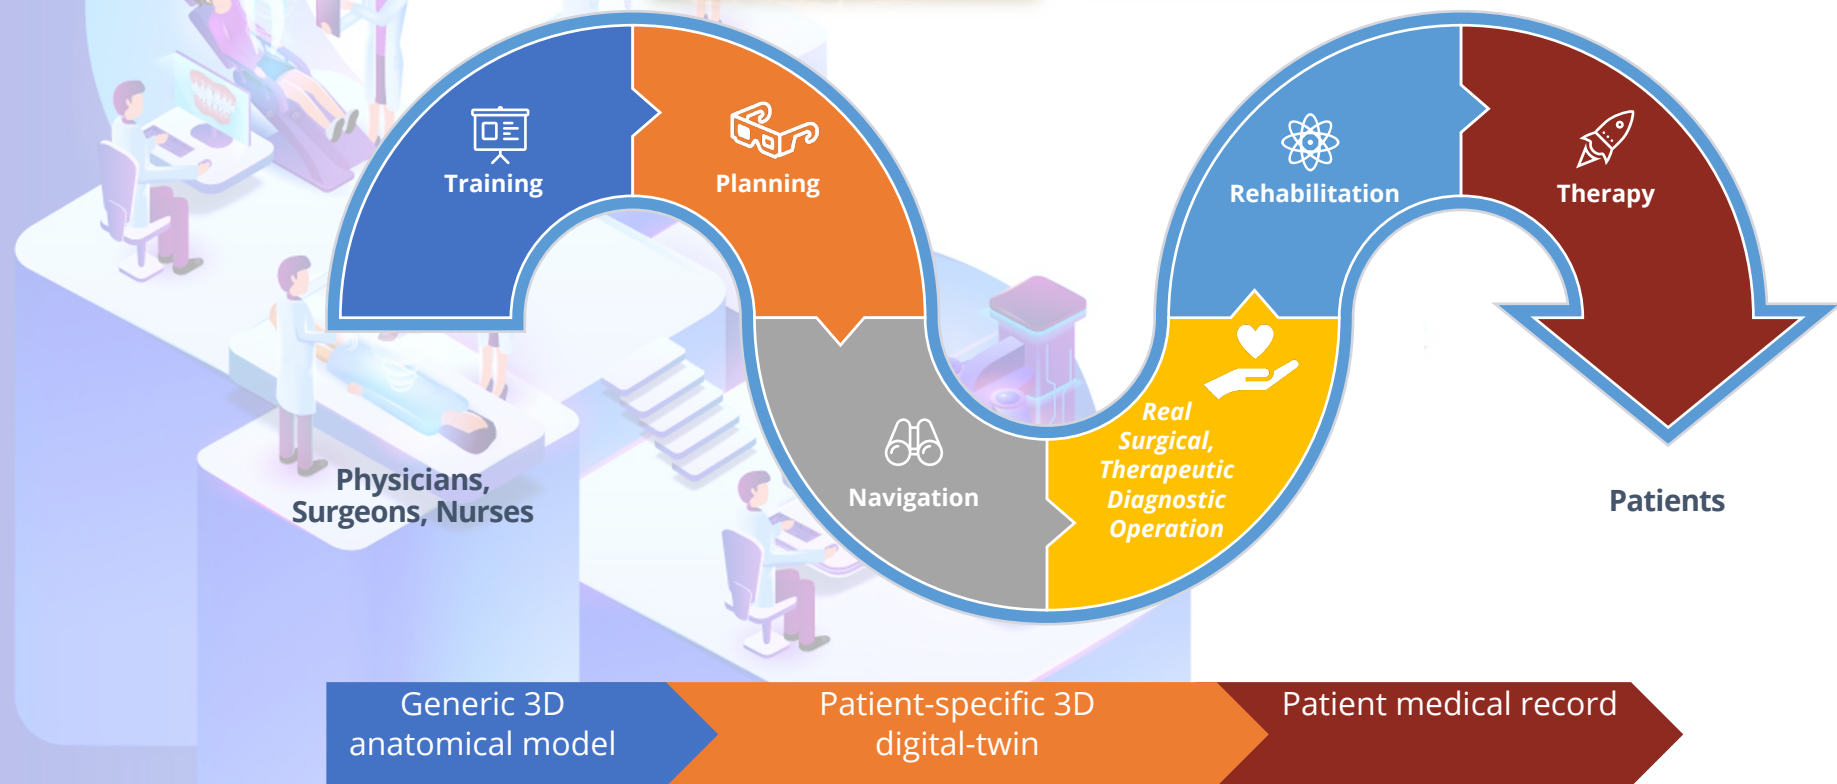 Training
Planning
Navigation
Real
Surgical,
Therapeutic
Diagnostic
Operation
Rehabilitation
Therapy
Physicians,
Surgeons, Nurses
Patients
Generic 3D
anatomical model
Patient-specific 3D
digital-twin
Patient medical record